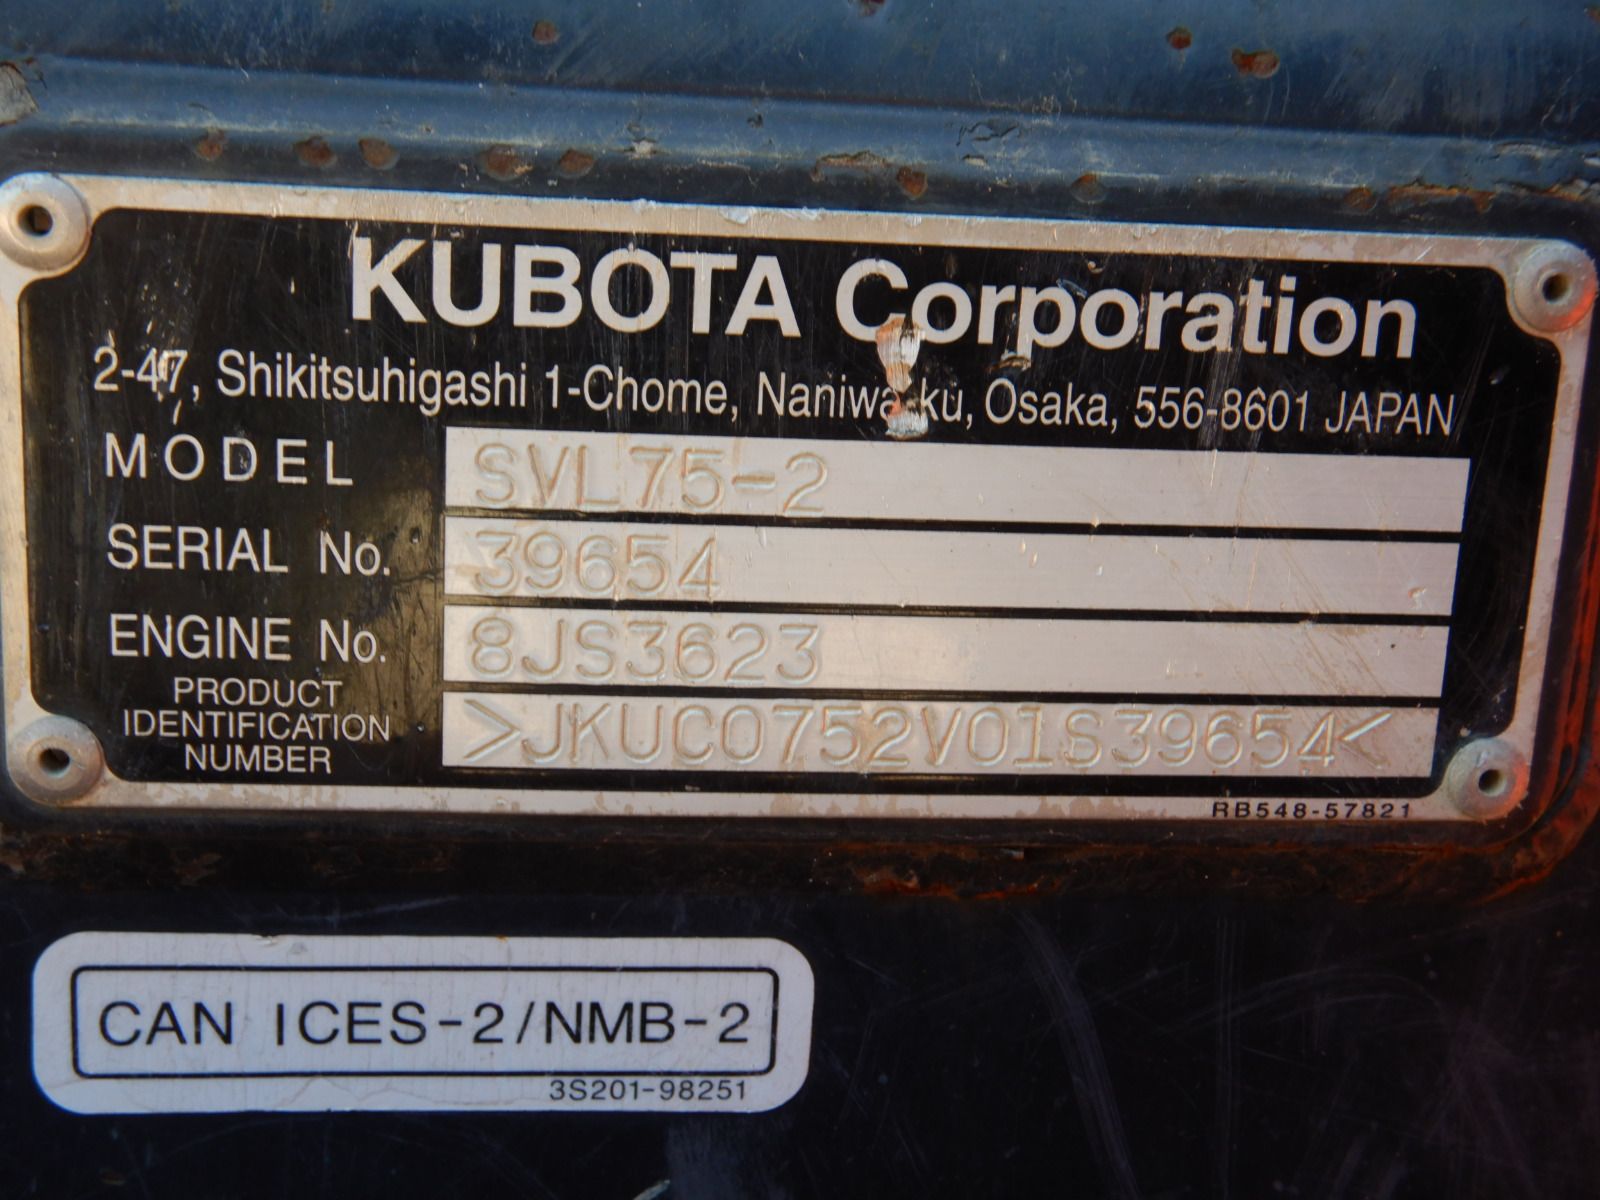 KUBOTA Corporation
2-47, Shikitsuhigashi 1-Chome, Naniwa-ku, Osaka, 556-8601 JAPAN
MODEL SVL75-2
SERIAL No. 39654
ENGINE No. 8JS3623
PRODUCT
IDENTIFICATION
NUMBER
>JKUC0752V01S39654<
RB548-57821
CAN ICES-2/NMB-2
3S201-98251